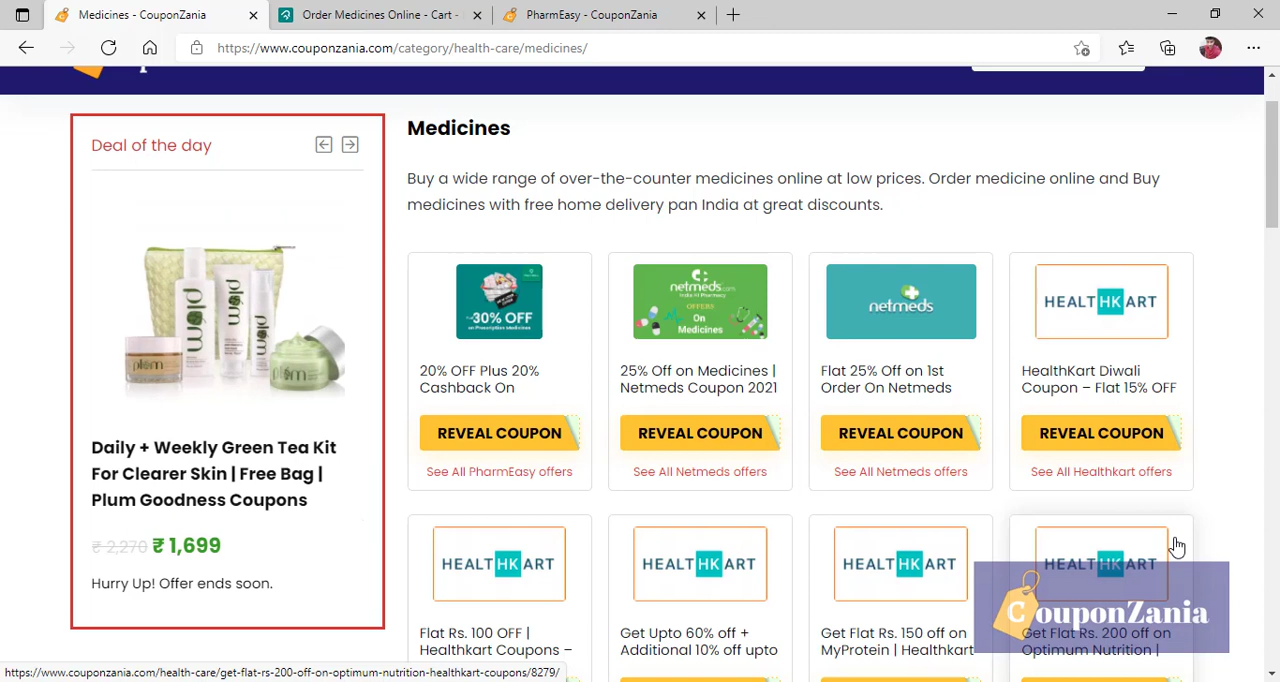 Medicines - CouponZania
Order Medicines Online - Cart -
PharmEasy - CouponZania
https://www.couponzania.com/category/health-care/medicines/
Deal of the day
Daily + Weekly Green Tea Kit
For Clearer Skin | Free Bag |
Plum Goodness Coupons
₹ 2,270 ₹ 1,699
Hurry Up! Offer ends soon.
Medicines
Buy a wide range of over-the-counter medicines online at low prices. Order medicine online and Buy
medicines with free home delivery pan India at great discounts.
30% OFF
on Prescription Medicines
20% OFF Plus 20%
Cashback On
REVEAL COUPON
See All PharmEasy offers
netmeds.com
India Ki Pharmacy
OFFERS
On
Medicines
25% Off on Medicines |
Netmeds Coupon 2021
REVEAL COUPON
See All Netmeds offers
netmeds
Flat 25% Off on 1st
Order On Netmeds
REVEAL COUPON
See All Netmeds offers
HEALTHKART
HealthKart Diwali
Coupon – Flat 15% OFF
REVEAL COUPON
See All Healthkart offers
HEALTHKART
Flat Rs. 100 OFF |
Healthkart Coupons –
HEALTHKART
Get Upto 60% off +
Additional 10% off upto
HEALTHKART
Get Flat Rs. 150 off on
MyProtein | Healthkart
HEALTHKART
Get Flat Rs. 200 off on
Optimum Nutrition |
CouponZania
https://www.couponzania.com/health-care/get-flat-rs-200-off-on-optimum-nutrition-healthkart-coupons/8279/